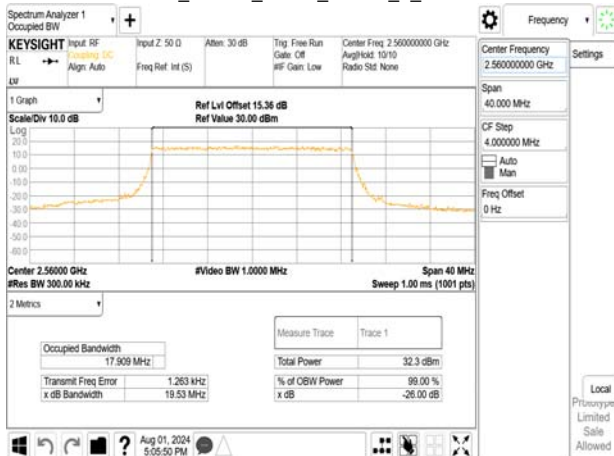 Spectrum Analyzer 1
Occupied BW
KEYSIGHT Input: RF
RL Coupling: DC
Align: Auto
Input Z: 50 Ω
Freq Ref: Int (S)
Atten: 30 dB
Trig: Free Run
Gate: Off
#IF Gain: Low
Center Freq: 2.560000000 GHz
Avg|Hold: 10/10
Radio Std: None
1 Graph
Scale/Div 10.0 dB
Ref Lvl Offset 15.36 dB
Ref Value 30.00 dBm
Log
20.0
10.0
0.00
-10.0
-20.0
-30.0
-40.0
-50.0
-60.0
Center 2.56000 GHz
#Video BW 1.0000 MHz
Span 40 MHz
#Res BW 300.00 kHz
Sweep 1.00 ms (1001 pts)
2 Metrics
Measure Trace Trace 1
Occupied Bandwidth
17.909 MHz
Total Power 32.3 dBm
Transmit Freq Error 1.263 kHz
% of OBW Power 99.00 %
x dB Bandwidth 19.53 MHz
x dB -26.00 dB
Aug 01, 2024
5:05:50 PM
Frequency
Center Frequency
2.560000000 GHz
Settings
Span
40.000 MHz
CF Step
4.000000 MHz
Auto
Man
Freq Offset
0 Hz
Local
Prototype
Limited
Sale
Allowed